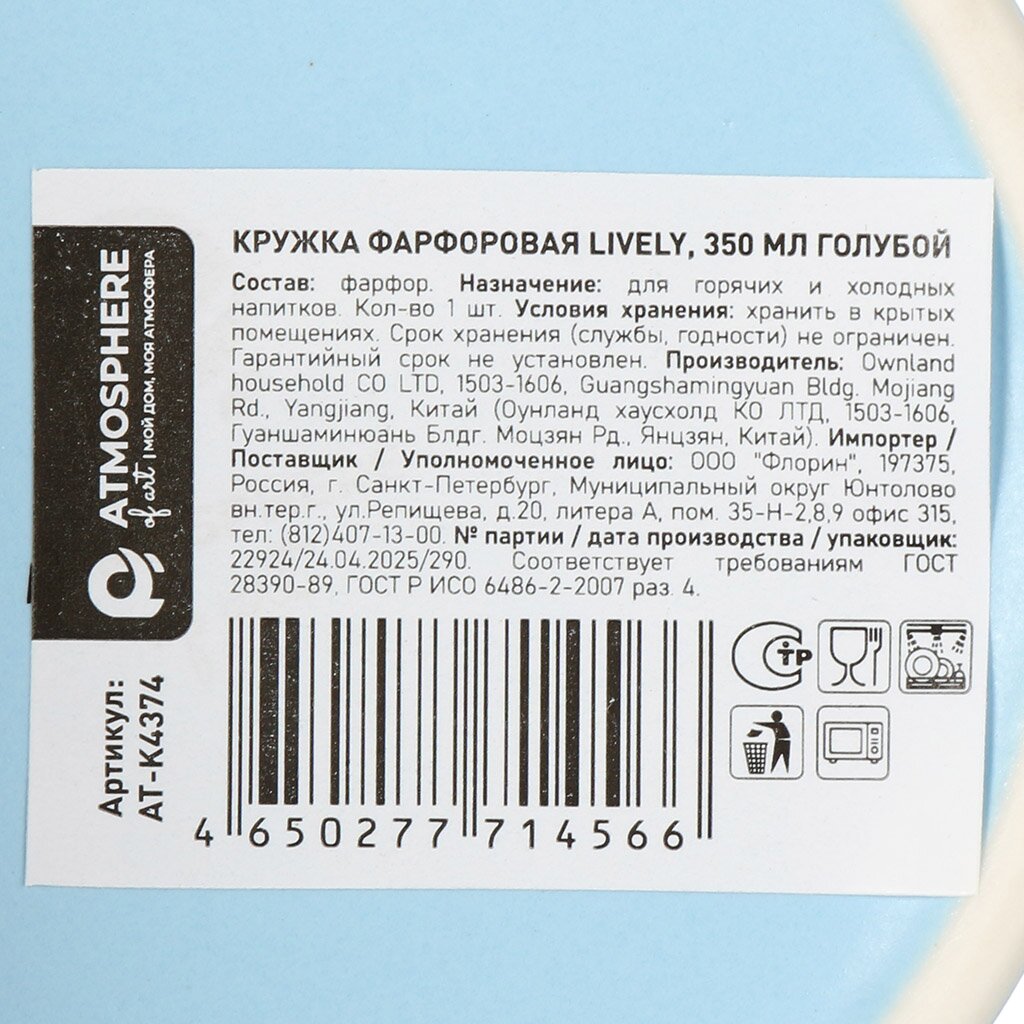 КРУЖКА ФАРФОРОВАЯ LIVELY, 350 МЛ ГОЛУБОЙ
Состав: фарфор. Назначение: для горячих и холодных
напитков. Кол-во 1 шт. Условия хранения: хранить в крытых
помещениях. Срок хранения (службы, годности) не ограничен.
Гарантийный срок не установлен. Производитель: Ownland
household CO LTD, 1503-1606, Guangshamingyuan Bldg. Mojiang
Rd., Yangjiang, Китай (Оунланд хаусхолд КО ЛТД, 1503-1606,
Гуаншаминюань Блдг. Моцзян Рд., Янцзян, Китай). Импортер /
Поставщик / Уполномоченное лицо: ООО "Флорин", 197375,
Россия, г. Санкт-Петербург, Муниципальный округ Юнтолово
вн.тер.г., ул.Репищева, д.20, литера А, пом. 35-Н-2,8,9 офис 315,
тел: (812)407-13-00. № партии / дата производства / упаковщик:
22924/24.04.2025/290. Соответствует требованиям ГОСТ
28390-89, ГОСТ Р ИСО 6486-2-2007 раз. 4.
ATMOSPHERE
of art | МОЙ ДОМ, МОЯ АТМОСФЕРА
Артикул:
AT-K4374
4 650277 714566
СТР